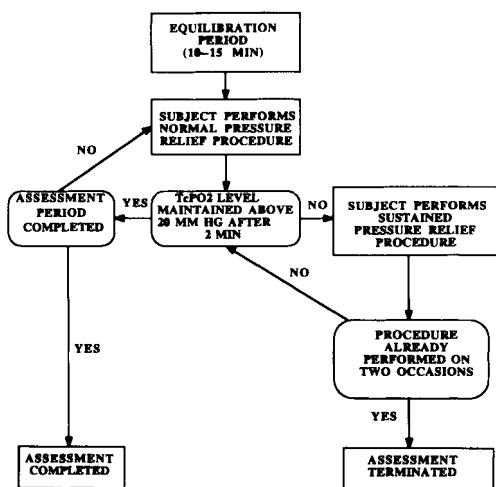 EQUILIBRATION
PERIOD
(10–15 MIN)
SUBJECT PERFORMS
NORMAL PRESSURE
RELIEF PROCEDURE
NO
ASSESSMENT
PERIOD
COMPLETED
YES
TcPO2 LEVEL
MAINTAINED ABOVE
20 MM HG AFTER
2 MIN
NO
SUBJECT PERFORMS
SUSTAINED
PRESSURE RELIEF
PROCEDURE
NO
PROCEDURE
ALREADY
PERFORMED ON
TWO OCCASIONS
YES
YES
ASSESSMENT
COMPLETED
ASSESSMENT
TERMINATED